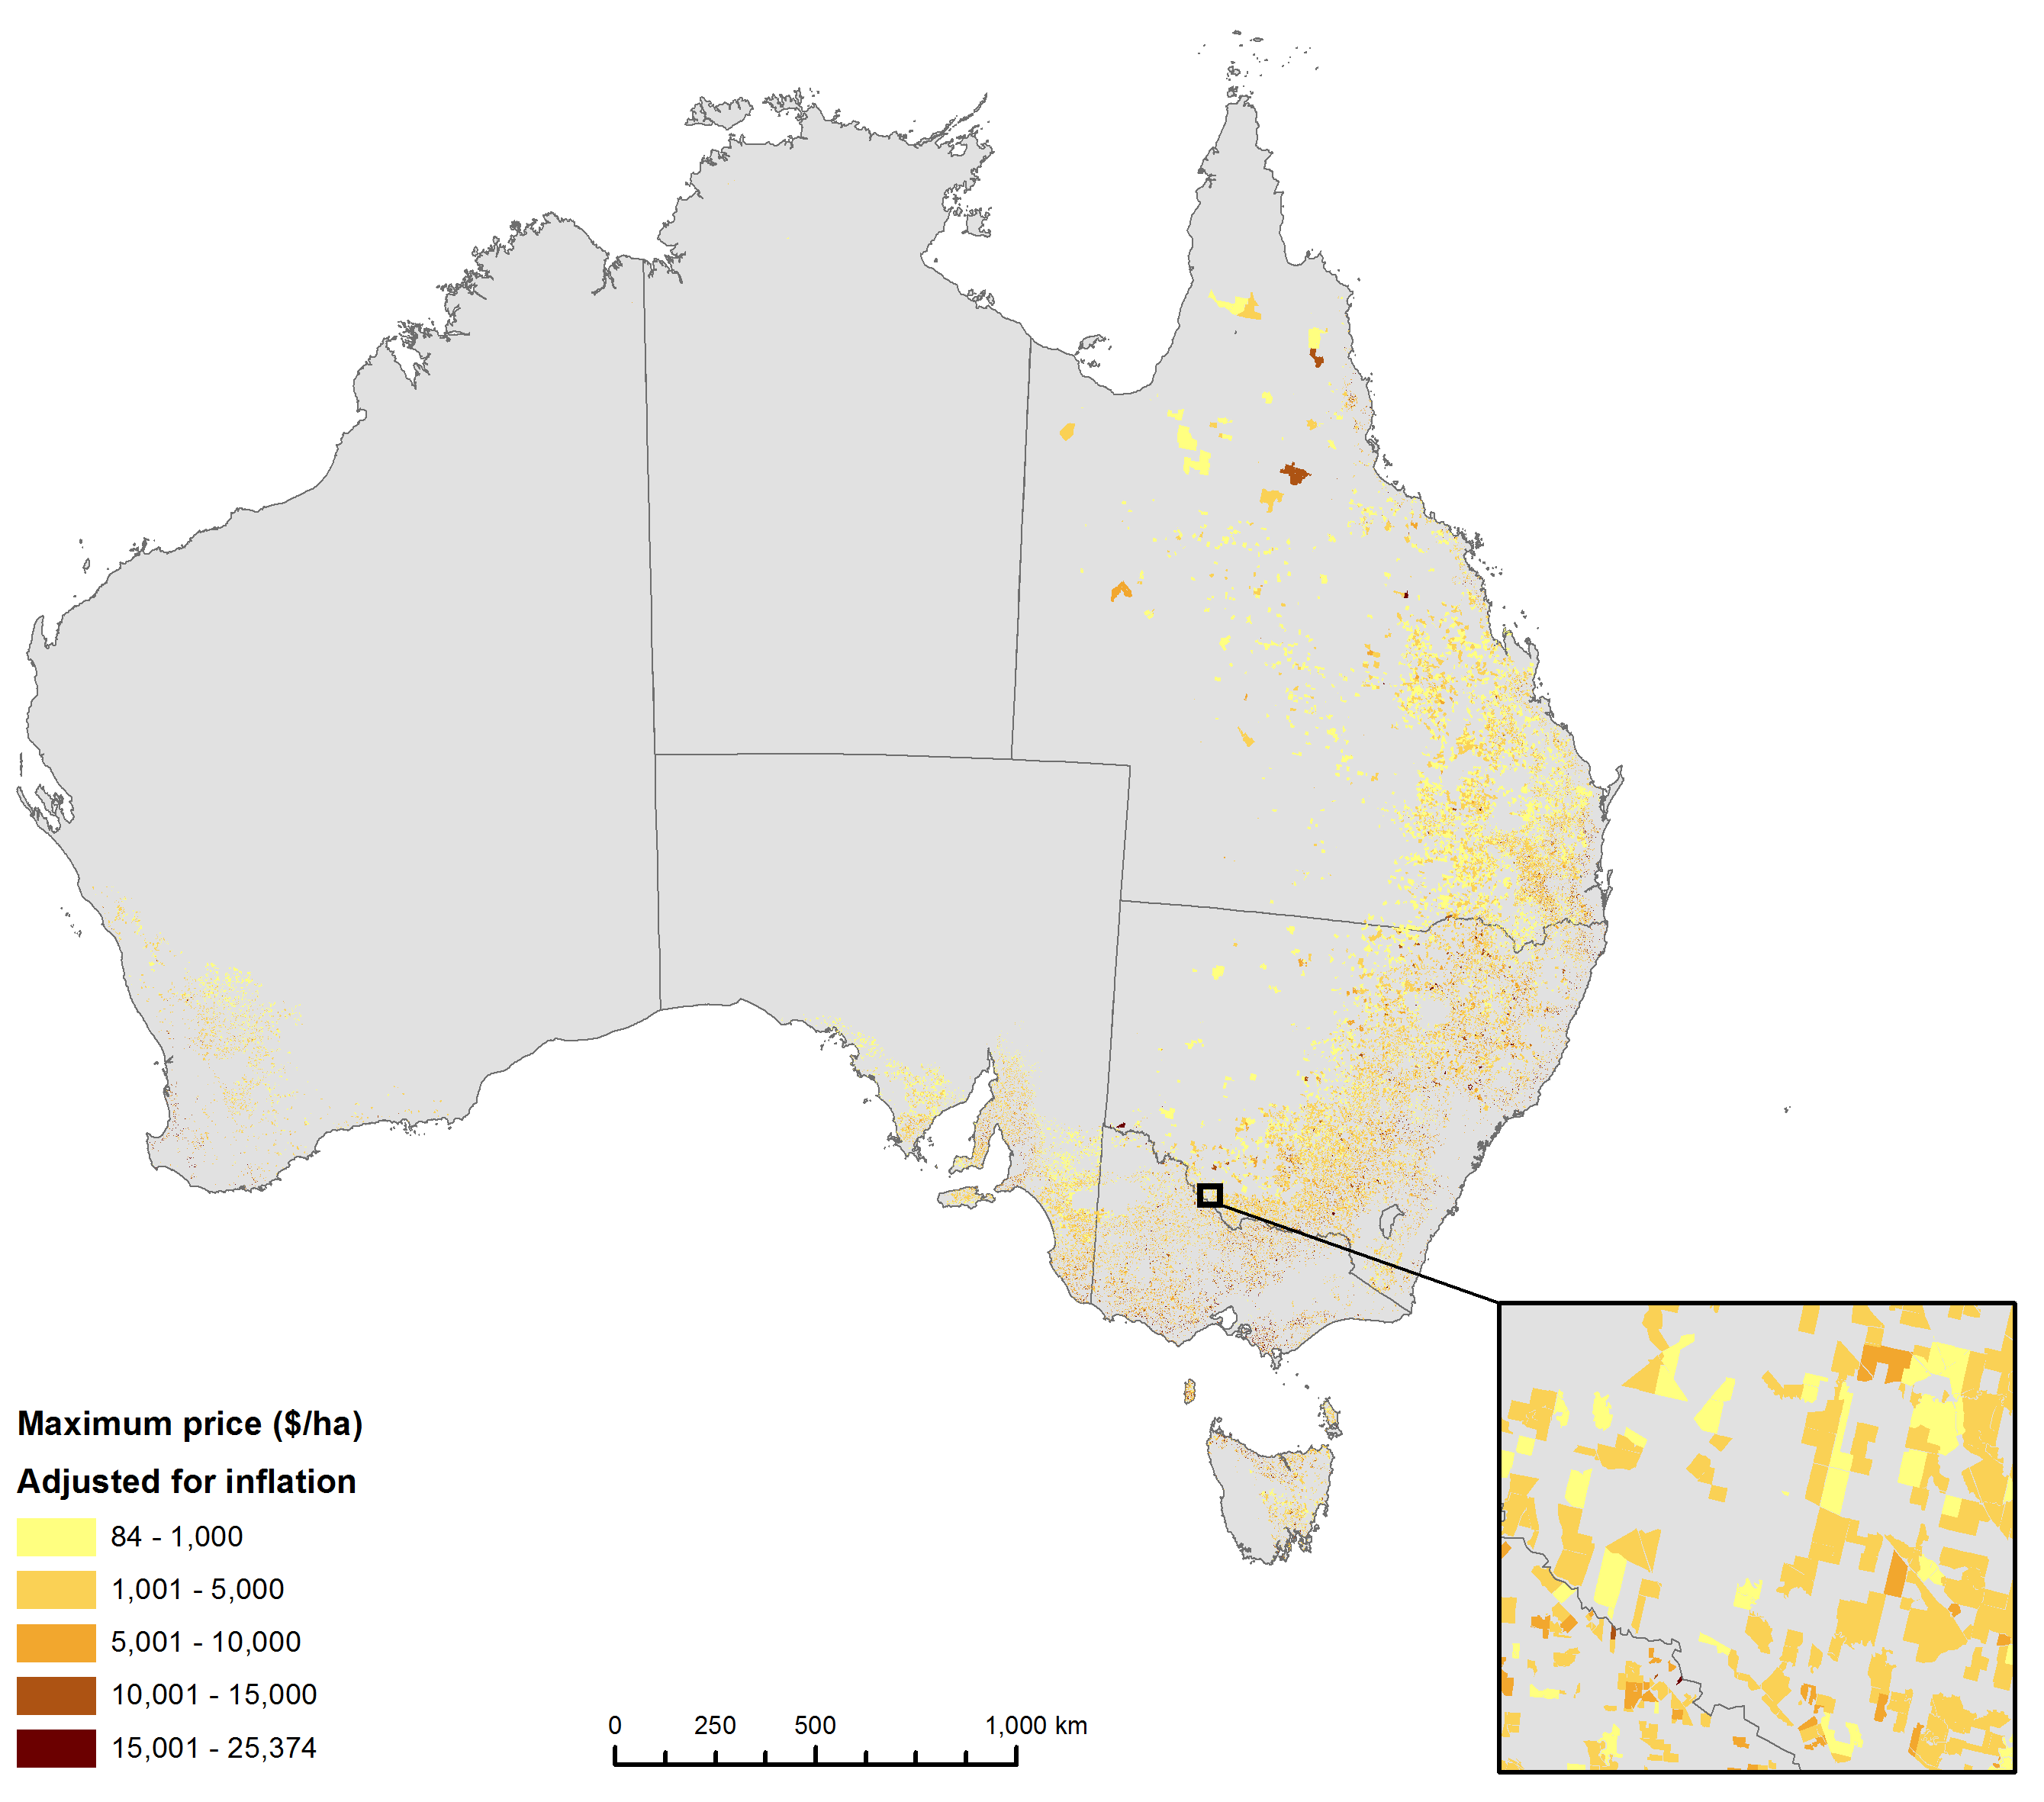 Maximum price ($/ha)
Adjusted for inflation
84 - 1,000
1,001 - 5,000
5,001 - 10,000
10,001 - 15,000
15,001 - 25,374
0 250 500 1,000 km